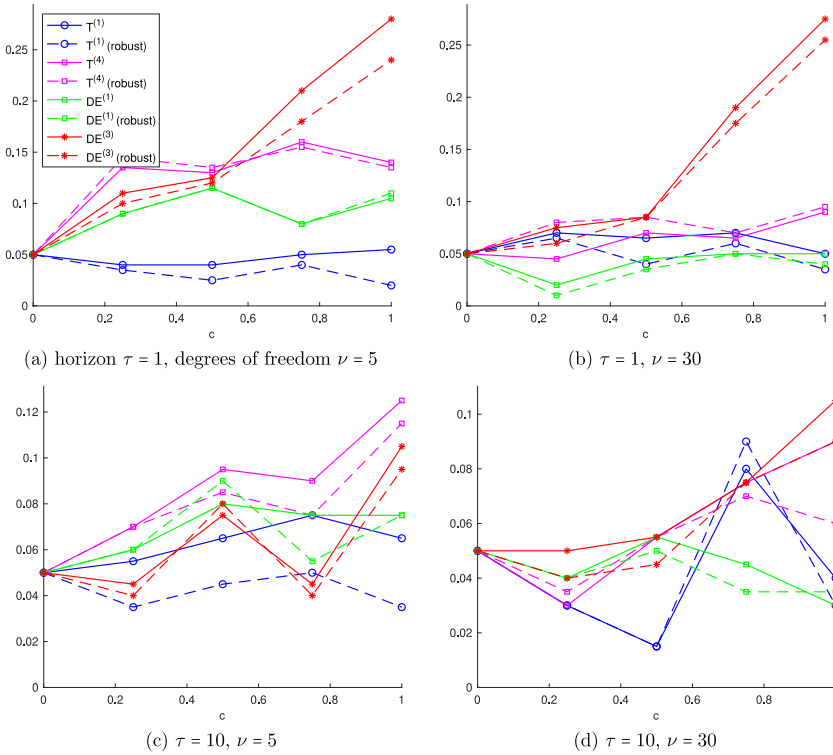 0.25
0.2
0.15
0.1
0.05
0
T(1)
T(1) (robust)
T(4)
T(4) (robust)
DE(1)
DE(1) (robust)
DE(3)
DE(3) (robust)
0 0.2 0.4 0.6 0.8 1
c
(a) horizon τ = 1, degrees of freedom ν = 5
0.25
0.2
0.15
0.1
0.05
0
0 0.2 0.4 0.6 0.8 1
c
(b) τ = 1, ν = 30
0.12
0.1
0.08
0.06
0.04
0.02
0
0 0.2 0.4 0.6 0.8 1
c
(c) τ = 10, ν = 5
0.1
0.08
0.06
0.04
0.02
0
0 0.2 0.4 0.6 0.8
c
(d) τ = 10, ν = 30